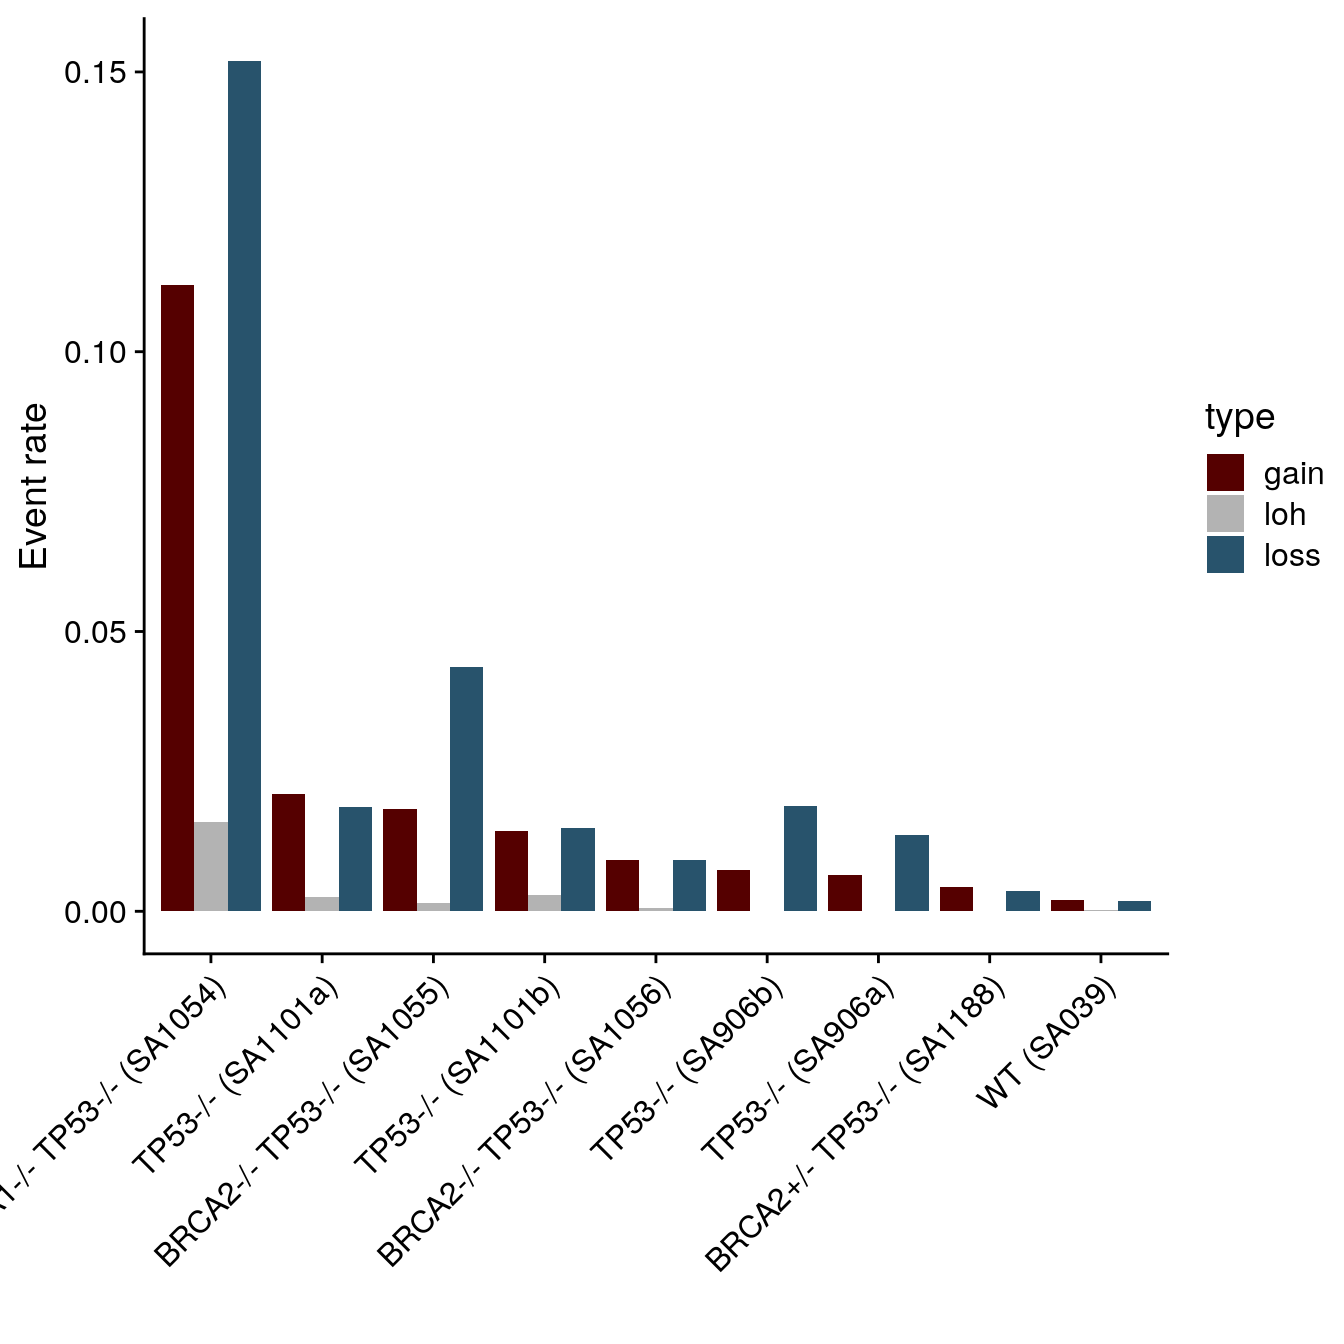 0.15
0.10
0.05
0.00
Event rate
1-/- TP53-/- (SA1054)
TP53-/- (SA1101a)
BRCA2-/- TP53-/- (SA1055)
TP53-/- (SA1101b)
BRCA2-/- TP53-/- (SA1056)
TP53-/- (SA906b)
TP53-/- (SA906a)
BRCA2+/- TP53-/- (SA1188)
WT (SA039)
type
gain
loh
loss